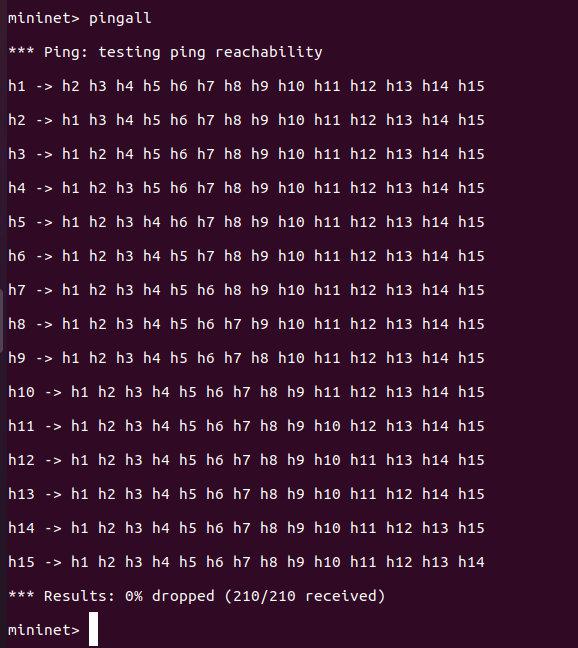 mininet> pingall
*** Ping: testing ping reachability
h1 -> h2 h3 h4 h5 h6 h7 h8 h9 h10 h11 h12 h13 h14 h15
h2 -> h1 h3 h4 h5 h6 h7 h8 h9 h10 h11 h12 h13 h14 h15
h3 -> h1 h2 h4 h5 h6 h7 h8 h9 h10 h11 h12 h13 h14 h15
h4 -> h1 h2 h3 h5 h6 h7 h8 h9 h10 h11 h12 h13 h14 h15
h5 -> h1 h2 h3 h4 h6 h7 h8 h9 h10 h11 h12 h13 h14 h15
h6 -> h1 h2 h3 h4 h5 h7 h8 h9 h10 h11 h12 h13 h14 h15
h7 -> h1 h2 h3 h4 h5 h6 h8 h9 h10 h11 h12 h13 h14 h15
h8 -> h1 h2 h3 h4 h5 h6 h7 h9 h10 h11 h12 h13 h14 h15
h9 -> h1 h2 h3 h4 h5 h6 h7 h8 h10 h11 h12 h13 h14 h15
h10 -> h1 h2 h3 h4 h5 h6 h7 h8 h9 h11 h12 h13 h14 h15
h11 -> h1 h2 h3 h4 h5 h6 h7 h8 h9 h10 h12 h13 h14 h15
h12 -> h1 h2 h3 h4 h5 h6 h7 h8 h9 h10 h11 h13 h14 h15
h13 -> h1 h2 h3 h4 h5 h6 h7 h8 h9 h10 h11 h12 h14 h15
h14 -> h1 h2 h3 h4 h5 h6 h7 h8 h9 h10 h11 h12 h13 h15
h15 -> h1 h2 h3 h4 h5 h6 h7 h8 h9 h10 h11 h12 h13 h14
*** Results: 0% dropped (210/210 received)
mininet>